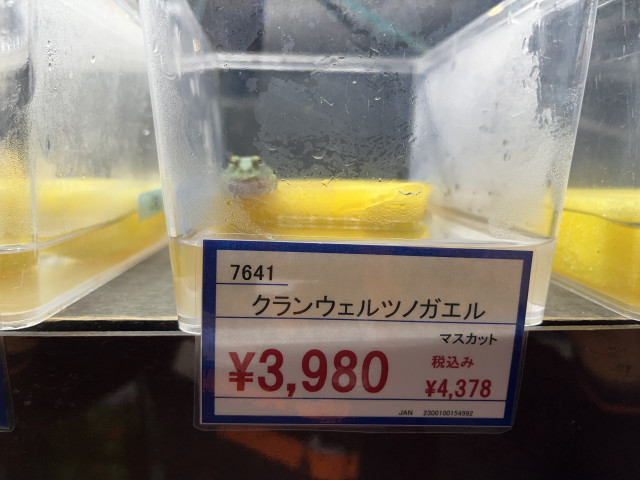 7641
クランウェルツノガエル
マスカット
¥3,980 税込み
¥4,378
JAN 2300100154992